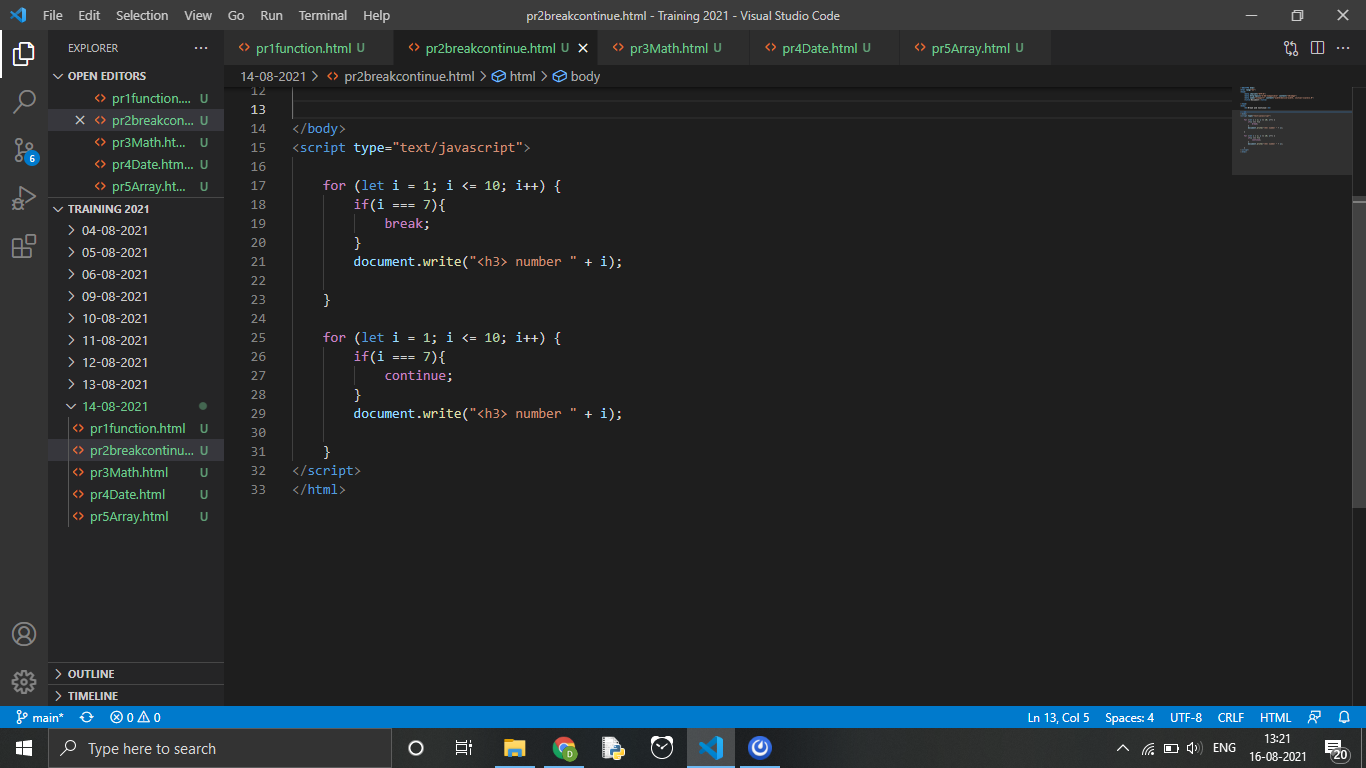 File Edit Selection View Go Run Terminal Help pr2breakcontinue.html - Training 2021 - Visual Studio Code
EXPLORER
pr1function.html U pr2breakcontinue.html U pr3Math.html U pr4Date.html U pr5Array.html U
14-08-2021 > pr2breakcontinue.html > html > body
OPEN EDITORS
pr1function.... U
pr2breakcon... U
pr3Math.ht... U
pr4Date.htm... U
pr5Array.ht... U
6
TRAINING 2021
04-08-2021
05-08-2021
06-08-2021
09-08-2021
10-08-2021
11-08-2021
12-08-2021
13-08-2021
14-08-2021
pr1function.html U
pr2breakcontinu... U
pr3Math.html U
pr4Date.html U
pr5Array.html U
OUTLINE
TIMELINE
12
13
14 </body>
15 <script type="text/javascript">
16
17 for (let i = 1; i <= 10; i++) {
18 if(i === 7){
19 break;
20 }
21 document.write("<h3> number " + i);
22
23 }
24
25 for (let i = 1; i <= 10; i++) {
26 if(i === 7){
27 continue;
28 }
29 document.write("<h3> number " + i);
30
31 }
32 </script>
33 </html>
main* 0 0 Ln 13, Col 5 Spaces: 4 UTF-8 CRLF HTML
Type here to search
D
ENG
13:21
16-08-2021
20